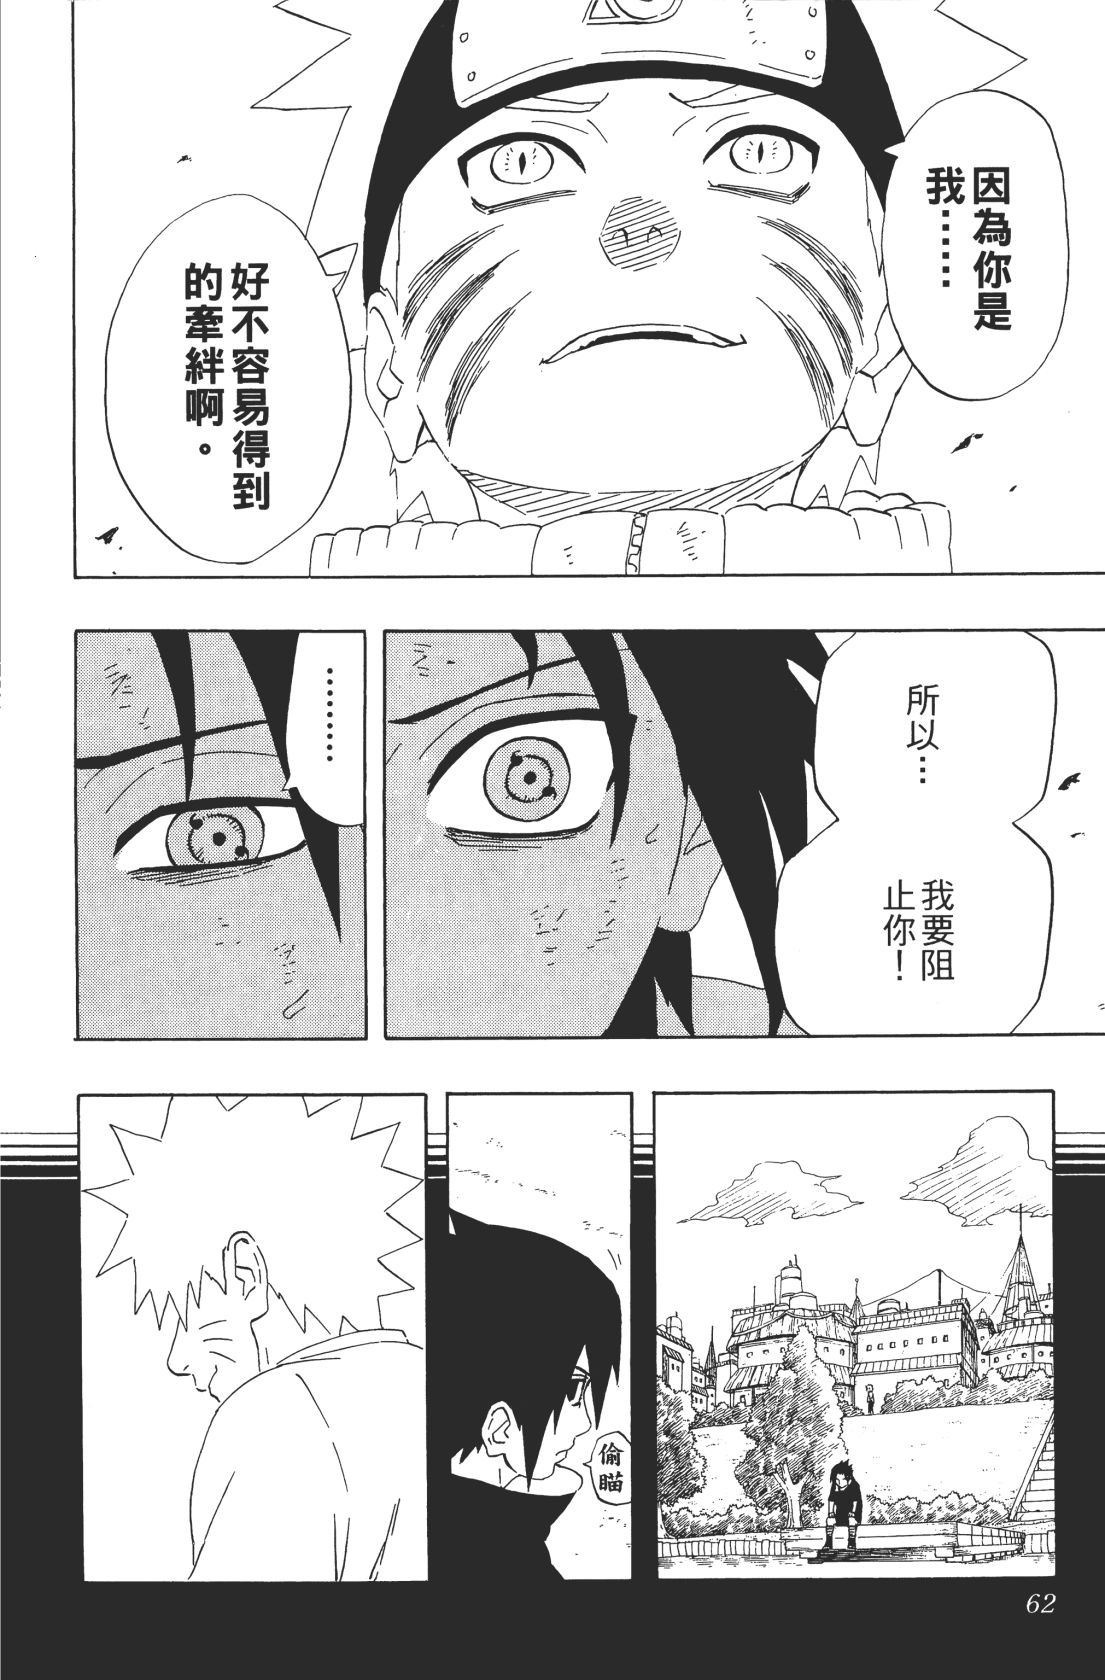 因為你是
我……
好不容易得到
的牽絆啊。
所以…
我要阻
止你！
………
偷瞄
62